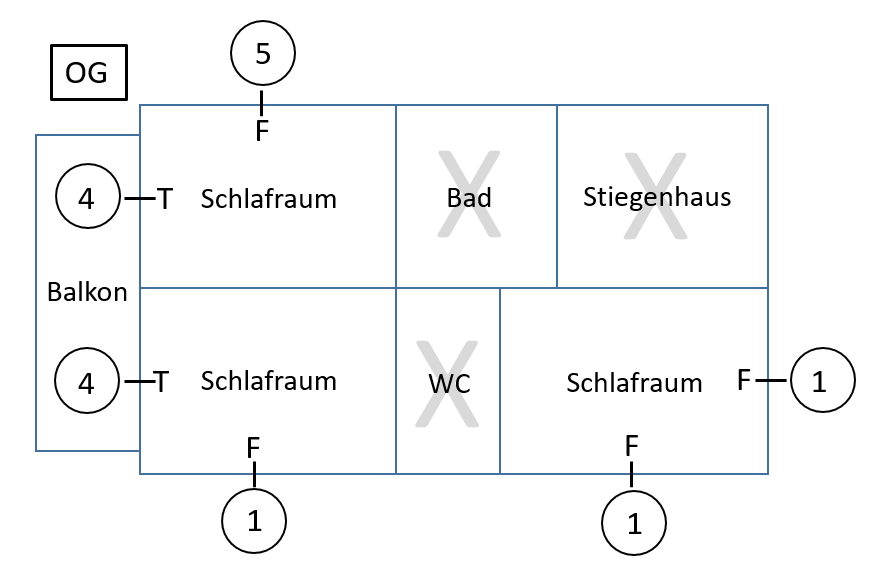 5
OG
F
4
T
Schlafraum
Bad
Stiegenhaus
X
X
Balkon
4
T
Schlafraum
WC
X
Schlafraum
F
1
F
F
1
1